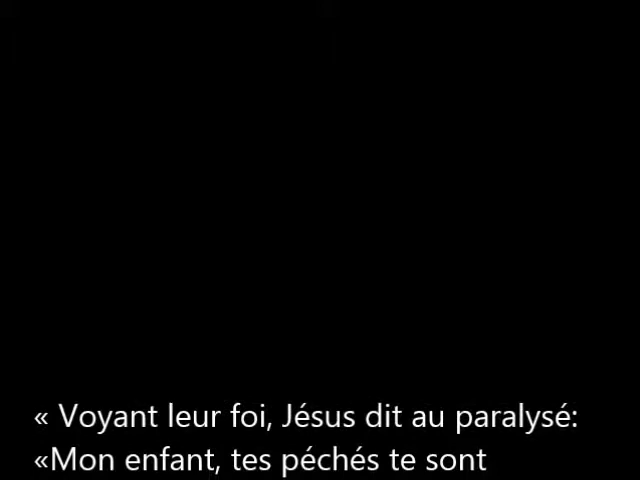 « Voyant leur foi, Jésus dit au paralysé:
«Mon enfant, tes péchés te sont